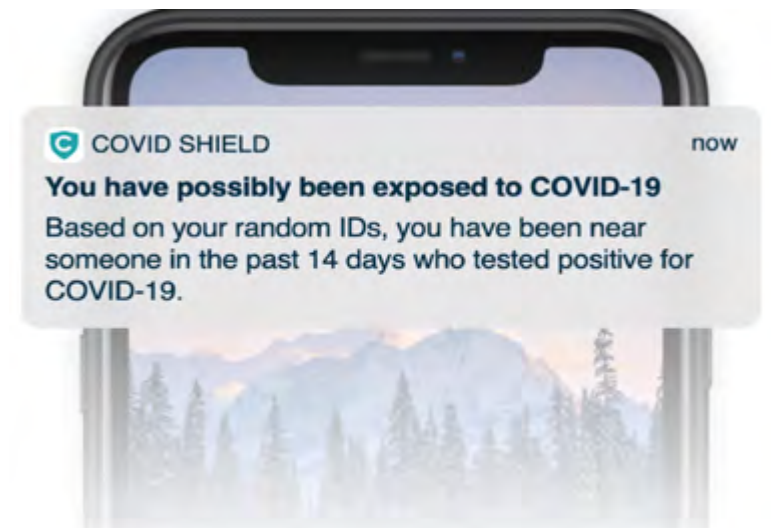 COVID SHIELD now
You have possibly been exposed to COVID-19
Based on your random IDs, you have been near
someone in the past 14 days who tested positive for
COVID-19.